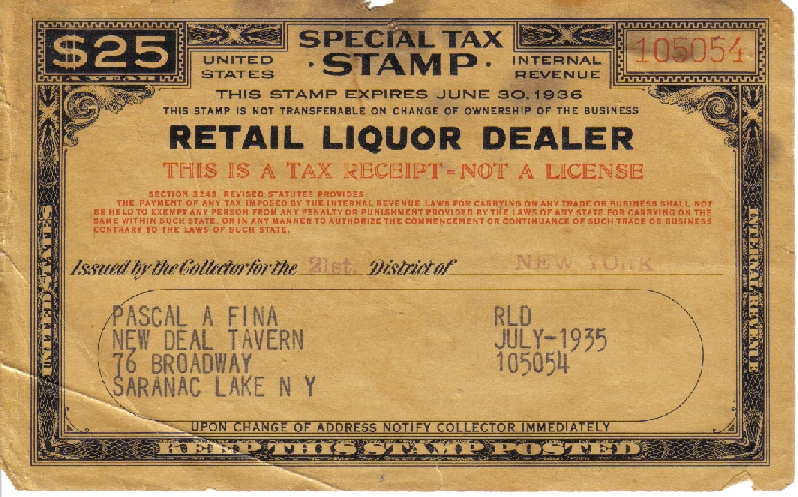 $25
A YEAR
UNITED STATES
SPECIAL TAX
· STAMP ·
INTERNAL REVENUE
105054
THIS STAMP EXPIRES JUNE 30, 1936
THIS STAMP IS NOT TRANSFERABLE ON CHANGE OF OWNERSHIP OF THE BUSINESS
RETAIL LIQUOR DEALER
THIS IS A TAX RECEIPT=NOT A LICENSE
SECTION 3243, REVISED STATUTES PROVIDES:
THE PAYMENT OF ANY TAX IMPOSED BY THE INTERNAL REVENUE LAWS FOR CARRYING ON ANY TRADE OR BUSINESS SHALL NOT
BE HELD TO EXEMPT ANY PERSON FROM ANY PENALTY OR PUNISHMENT PROVIDED BY THE LAWS OF ANY STATE FOR CARRYING ON THE
SAME WITHIN SUCH STATE, OR IN ANY MANNER TO AUTHORIZE THE COMMENCEMENT OR CONTINUANCE OF SUCH TRADE OR BUSINESS
CONTRARY TO THE LAWS OF SUCH STATE.
Issued by the Collector for the 21st. District of NEW YORK
PASCAL A FINA RLD
NEW DEAL TAVERN JULY-1935
76 BROADWAY 105054
SARANAC LAKE N Y
UPON CHANGE OF ADDRESS NOTIFY COLLECTOR IMMEDIATELY
KEEP THIS STAMP POSTED
UNITED STATES
INTERNAL REVENUE